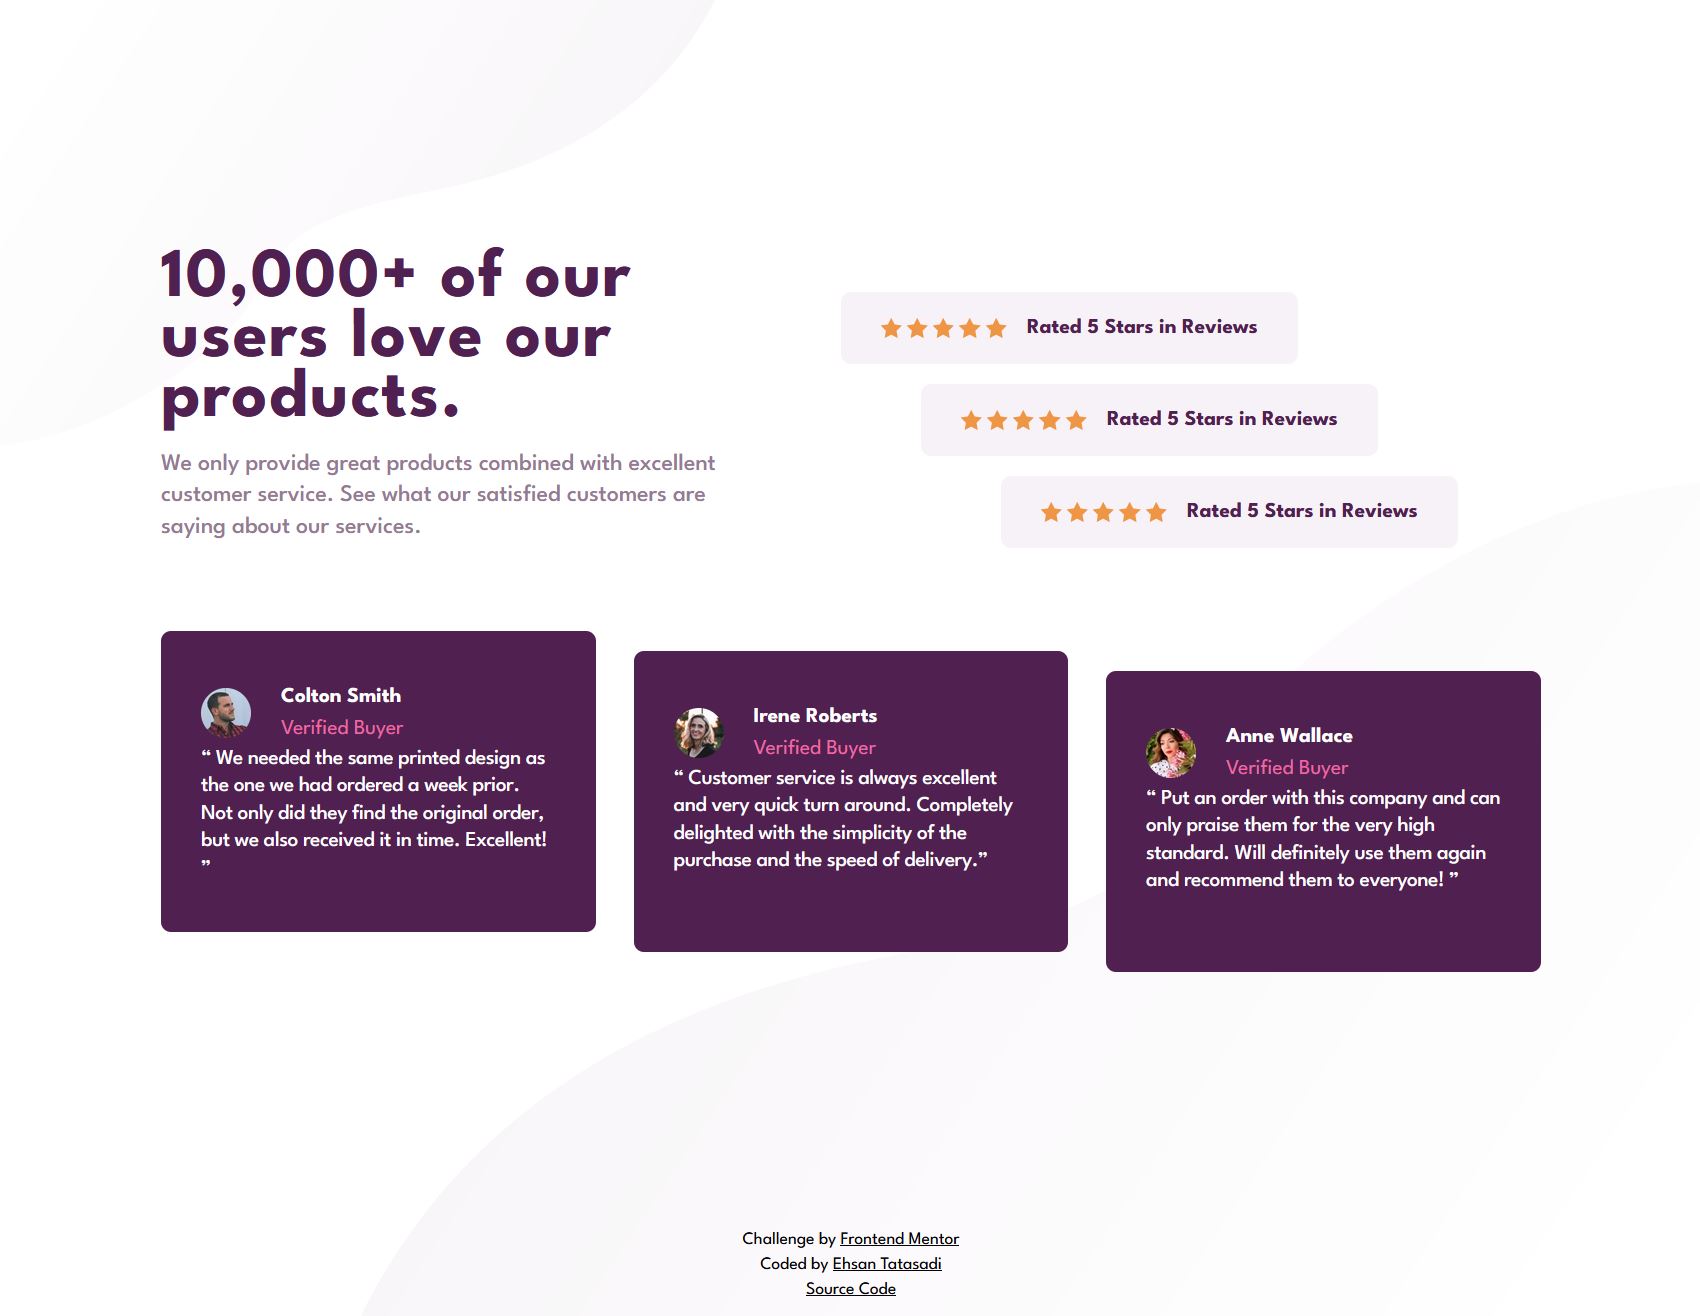 10,000+ of our
users love our
products.
We only provide great products combined with excellent
customer service. See what our satisfied customers are
saying about our services.
Rated 5 Stars in Reviews
Rated 5 Stars in Reviews
Rated 5 Stars in Reviews
Colton Smith
Verified Buyer
“ We needed the same printed design as
the one we had ordered a week prior.
Not only did they find the original order,
but we also received it in time. Excellent!
”
Irene Roberts
Verified Buyer
“ Customer service is always excellent
and very quick turn around. Completely
delighted with the simplicity of the
purchase and the speed of delivery.”
Anne Wallace
Verified Buyer
“ Put an order with this company and can
only praise them for the very high
standard. Will definitely use them again
and recommend them to everyone! ”
Challenge by Frontend Mentor
Coded by Ehsan Tatasadi
Source Code